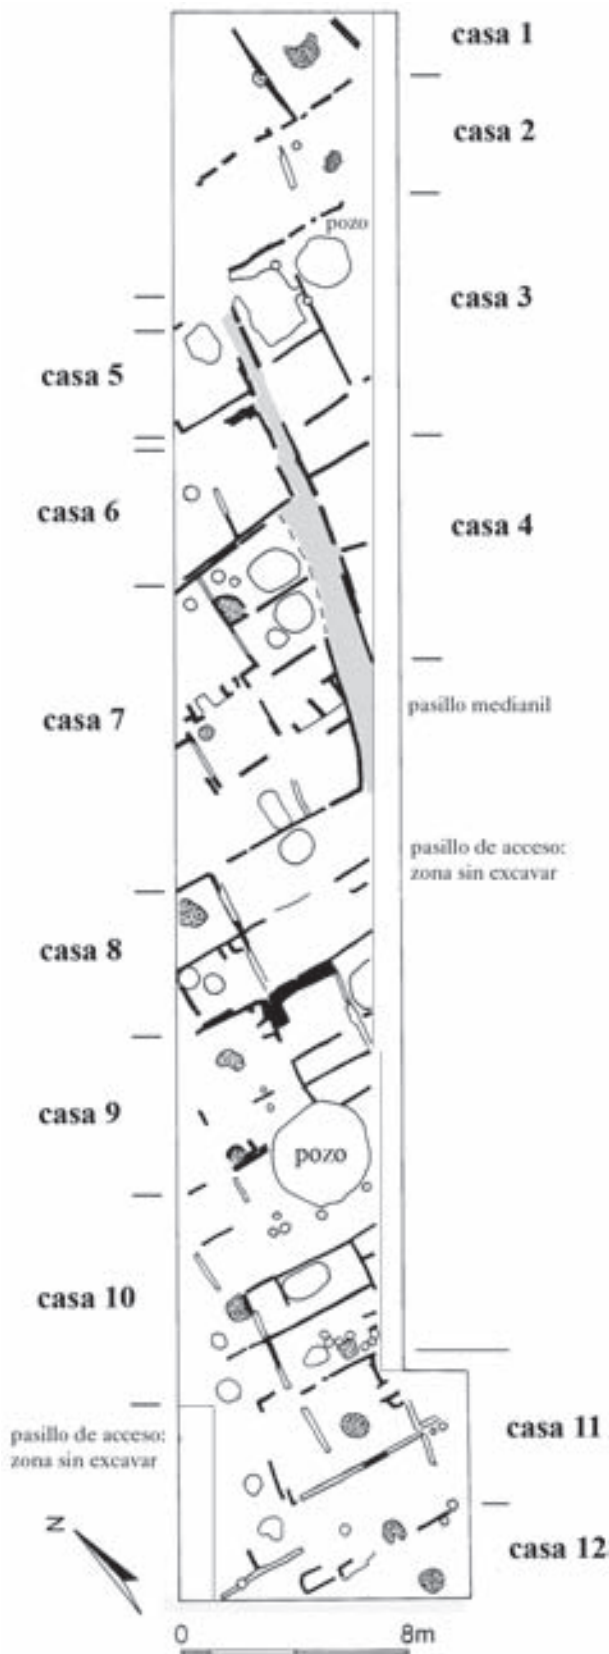 casa 1
casa 2
pozo
casa 3
casa 5
casa 6
casa 4
casa 7
pasillo medianil
pasillo de acceso:
zona sin excavar
casa 8
casa 9
pozo
casa 10
casa 11
pasillo de acceso:
zona sin excavar
N
casa 12
0 8m